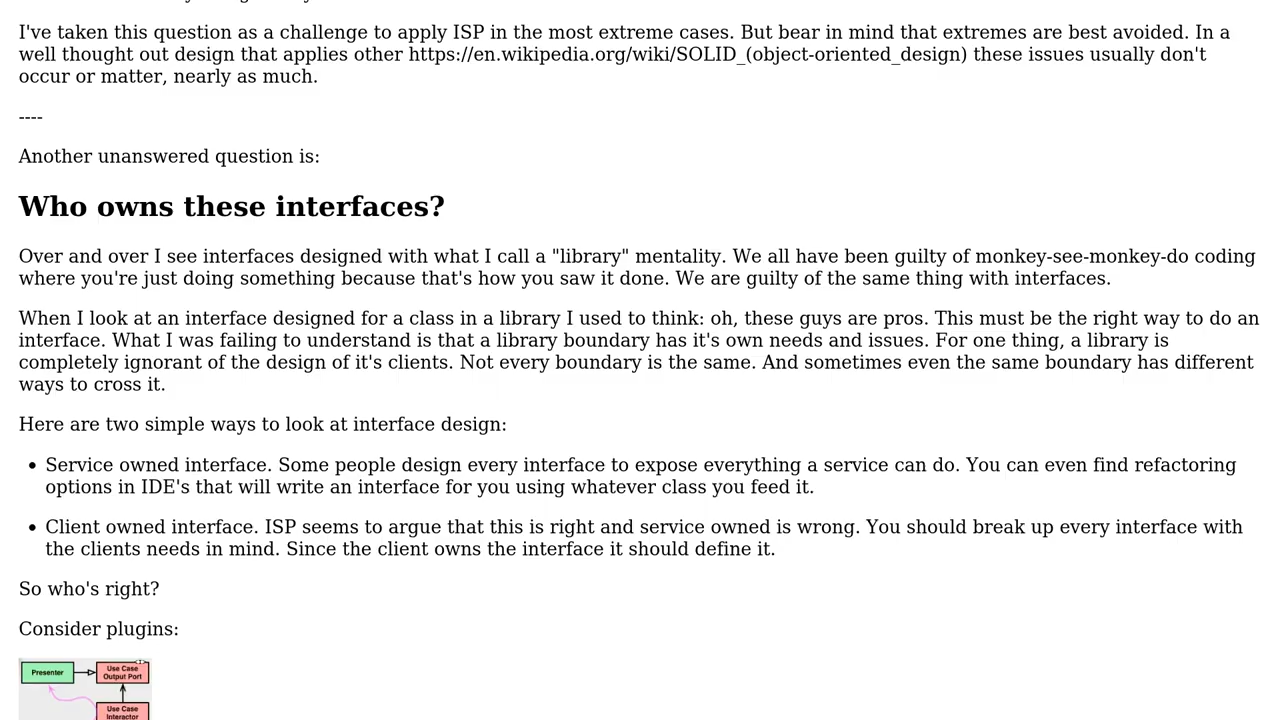 I've taken this question as a challenge to apply ISP in the most extreme cases. But bear in mind that extremes are best avoided. In a
well thought out design that applies other https://en.wikipedia.org/wiki/SOLID_(object-oriented_design) these issues usually don't
occur or matter, nearly as much.
----
Another unanswered question is:
Who owns these interfaces?
Over and over I see interfaces designed with what I call a "library" mentality. We all have been guilty of monkey-see-monkey-do coding
where you're just doing something because that's how you saw it done. We are guilty of the same thing with interfaces.
When I look at an interface designed for a class in a library I used to think: oh, these guys are pros. This must be the right way to do an
interface. What I was failing to understand is that a library boundary has it's own needs and issues. For one thing, a library is
completely ignorant of the design of it's clients. Not every boundary is the same. And sometimes even the same boundary has different
ways to cross it.
Here are two simple ways to look at interface design:
• Service owned interface. Some people design every interface to expose everything a service can do. You can even find refactoring
options in IDE's that will write an interface for you using whatever class you feed it.
• Client owned interface. ISP seems to argue that this is right and service owned is wrong. You should break up every interface with
the clients needs in mind. Since the client owns the interface it should define it.
So who's right?
Consider plugins:
Presenter
Use Case
Output Port
Use Case
Interactor